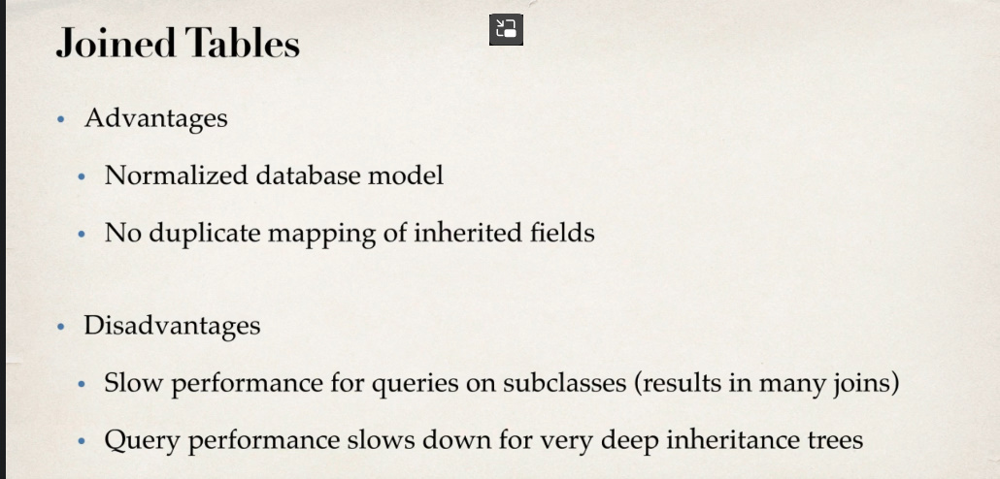 Joined Tables
• Advantages
• Normalized database model
• No duplicate mapping of inherited fields
• Disadvantages
• Slow performance for queries on subclasses (results in many joins)
• Query performance slows down for very deep inheritance trees